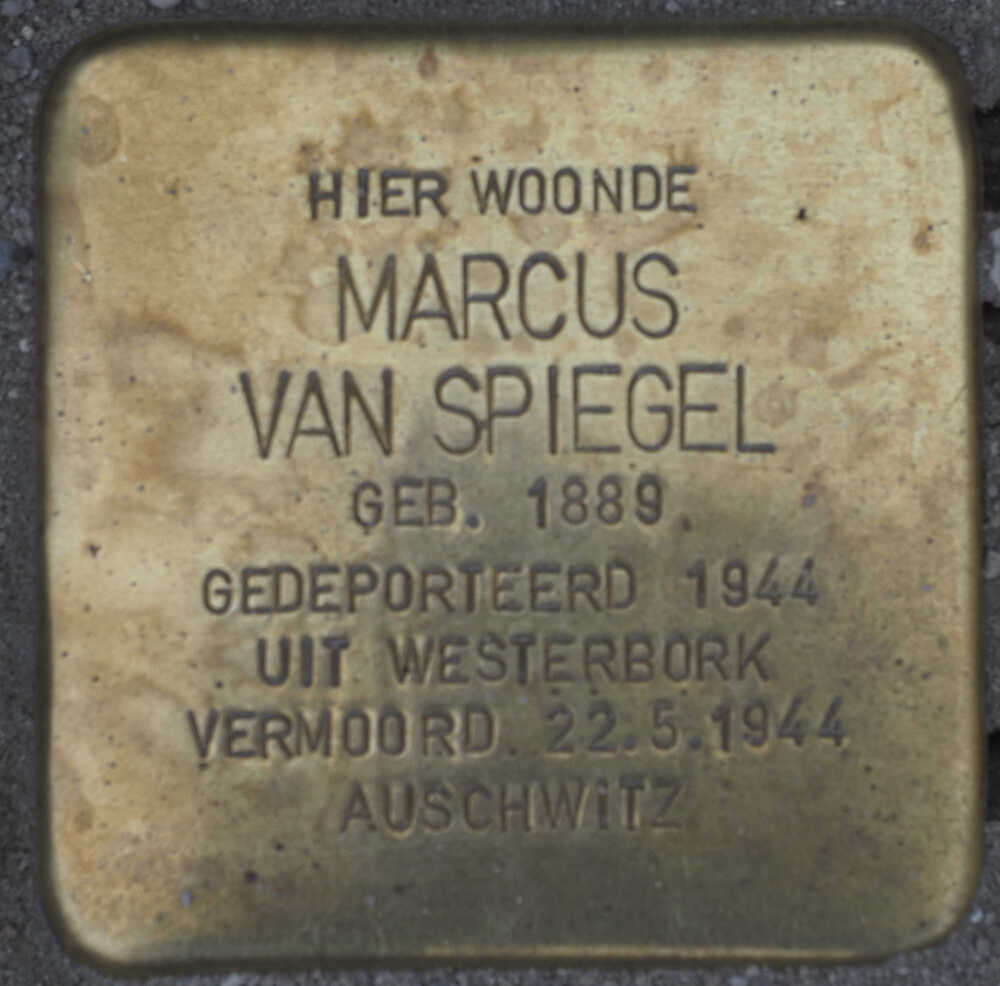 HIER WOONDE
MARCUS
VAN SPIEGEL
GEB. 1889
GEDEPORTEERD 1944
UIT WESTERBORK
VERMOORD 22.5.1944
AUSCHWiTZ